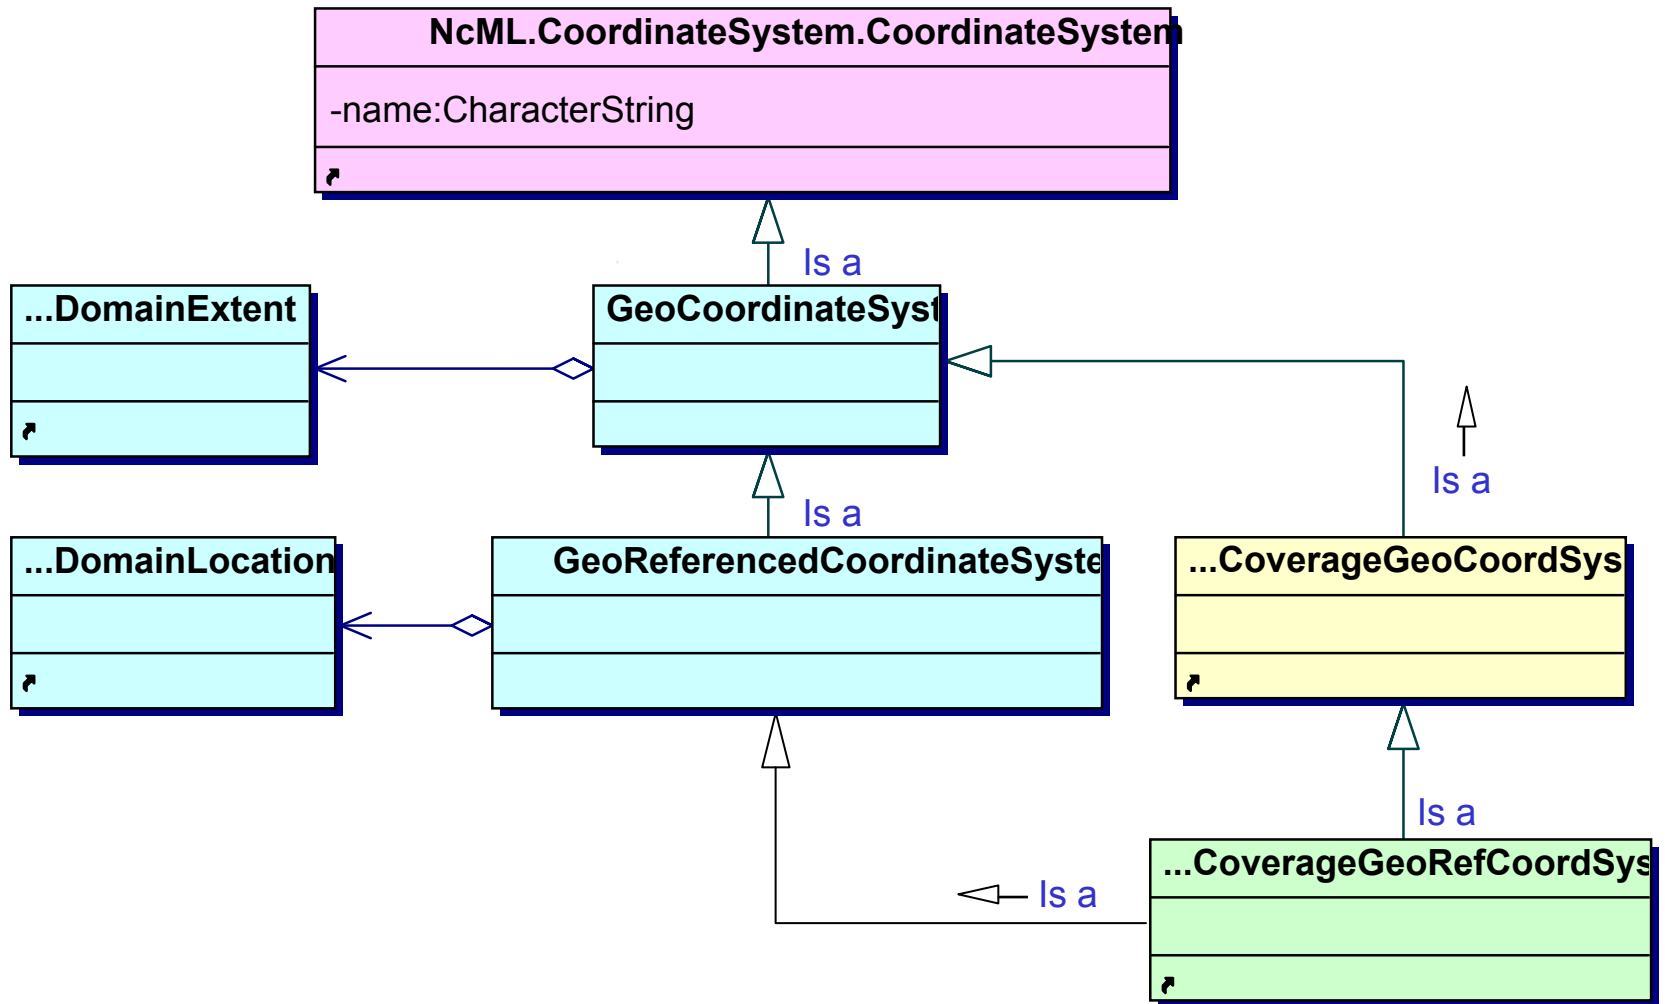 NcML.CoordinateSystem.CoordinateSystem
-name:CharacterString
Is a
...DomainExtent
GeoCoordinateSyst
Is a
Is a
...DomainLocation
GeoReferencedCoordinateSyste
...CoverageGeoCoordSys
Is a
...CoverageGeoRefCoordSys
Is a